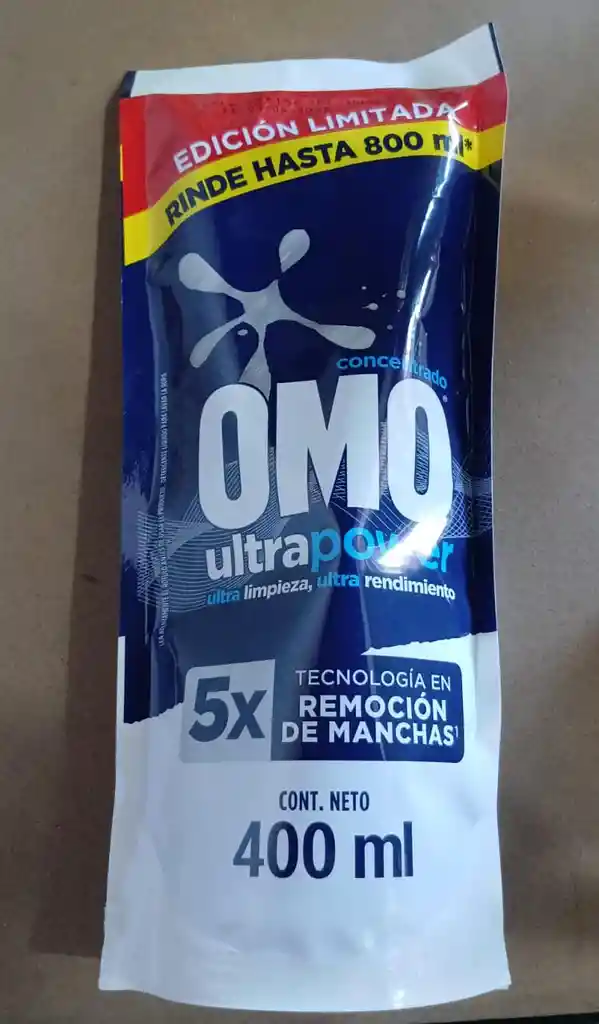 EDICIÓN LIMITADA
RINDE HASTA 800 ml*
concentrado
OMO®
ultrapower
ultra limpieza, ultra rendimiento
5x
TECNOLOGÍA EN
REMOCIÓN
DE MANCHAS¹
CONT. NETO
400 ml